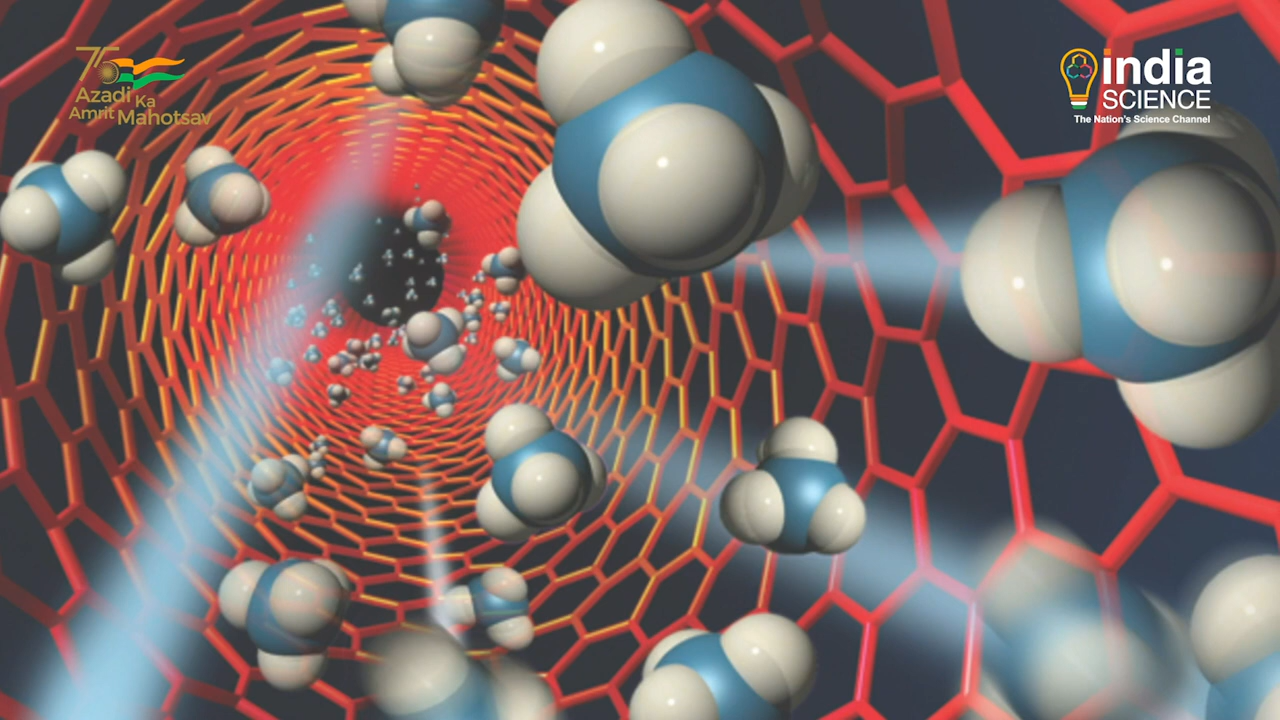 75
Azadi Ka
Amrit Mahotsav
india
SCIENCE
The Nation's Science Channel